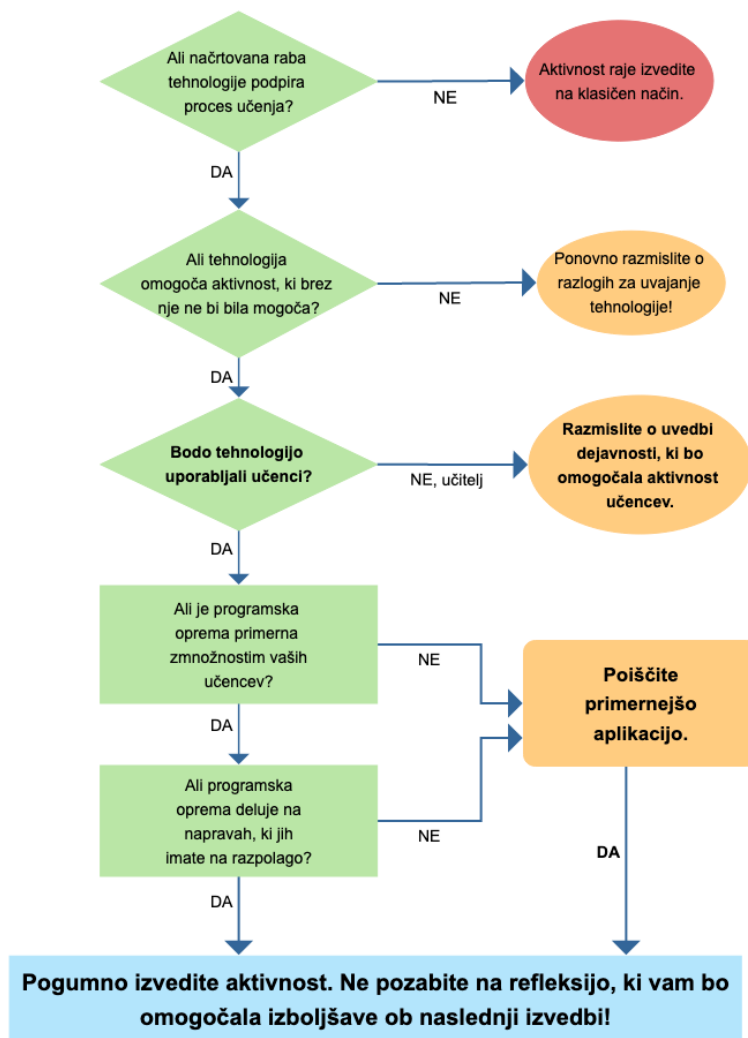 Ali načrtovana raba
tehnologije podpira
proces učenja?
NE
Aktivnost raje izvedite
na klasičen način.
DA
Ali tehnologija
omogoča aktivnost, ki brez
nje ne bi bila mogoča?
NE
Ponovno razmislite o
razlogih za uvajanje
tehnologije!
DA
Bodo tehnologijo
uporabljali učenci?
NE, učitelj
Razmislite o uvedbi
dejavnosti, ki bo
omogočala aktivnost
učencev.
DA
Ali je programska
oprema primerna
zmnožnostim vaših
učencev?
NE
Poiščite
primernejšo
aplikacijo.
DA
Ali programska
oprema deluje na
napravah, ki jih
imate na razpolago?
NE
DA
DA
Pogumno izvedite aktivnost. Ne pozabite na refleksijo, ki vam bo
omogočala izboljšave ob naslednji izvedbi!